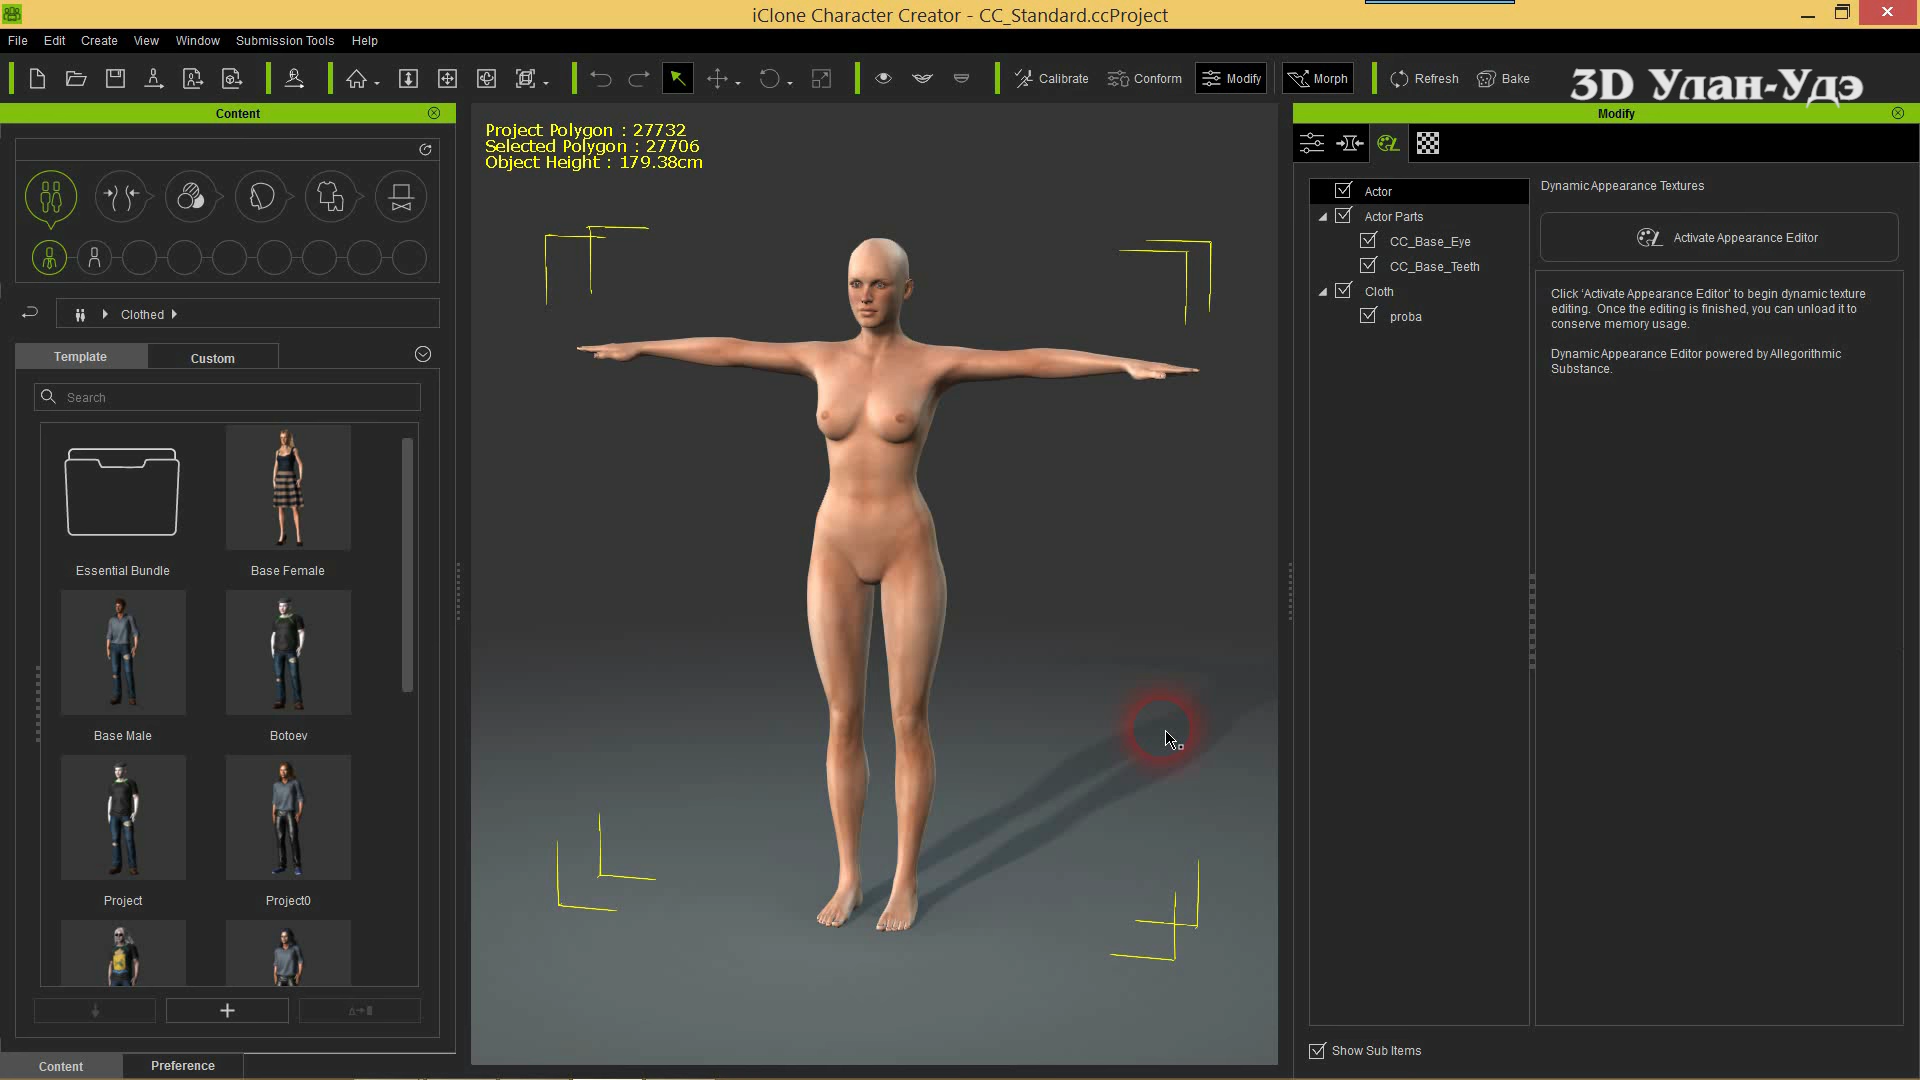 iClone Character Creator - CC_Standard.ccProject
File Edit Create View Window Submission Tools Help
Calibrate Conform Modify Morph Refresh Bake
3D Улан-Удэ
Content
Modify
Project Polygon : 27732
Selected Polygon : 27706
Object Height : 179.38cm
Clothed
Template Custom
Search
Essential Bundle
Base Female
Base Male
Botoev
Project
Project0
Content Preference
Actor
Actor Parts
CC_Base_Eye
CC_Base_Teeth
Cloth
proba
Show Sub Items
Dynamic Appearance Textures
Activate Appearance Editor
Click 'Activate Appearance Editor' to begin dynamic texture
editing. Once the editing is finished, you can unload it to
conserve memory usage.
Dynamic Appearance Editor powered by Allegorithmic
Substance.